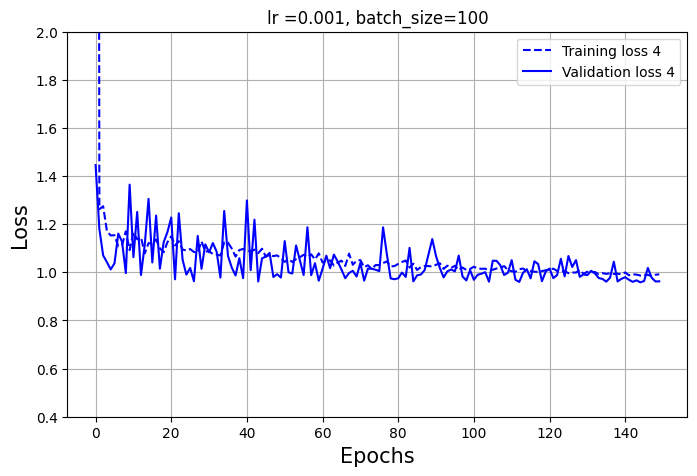 lr =0.001, batch_size=100
Training loss 4
Validation loss 4
2.0
1.8
1.6
1.4
1.2
1.0
0.8
0.6
0.4
Loss
0 20 40 60 80 100 120 140
Epochs